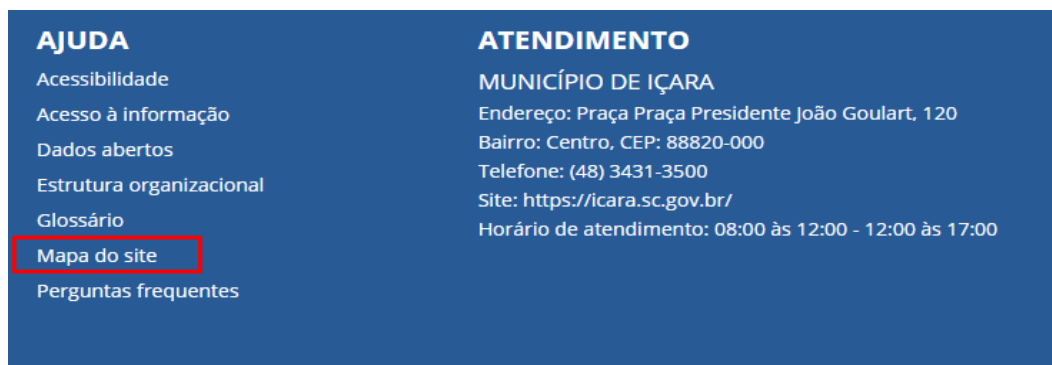 AJUDA
Acessibilidade
Acesso à informação
Dados abertos
Estrutura organizacional
Glossário
Mapa do site
Perguntas frequentes
ATENDIMENTO
MUNICÍPIO DE IÇARA
Endereço: Praça Praça Presidente João Goulart, 120
Bairro: Centro, CEP: 88820-000
Telefone: (48) 3431-3500
Site: https://icara.sc.gov.br/
Horário de atendimento: 08:00 às 12:00 - 12:00 às 17:00